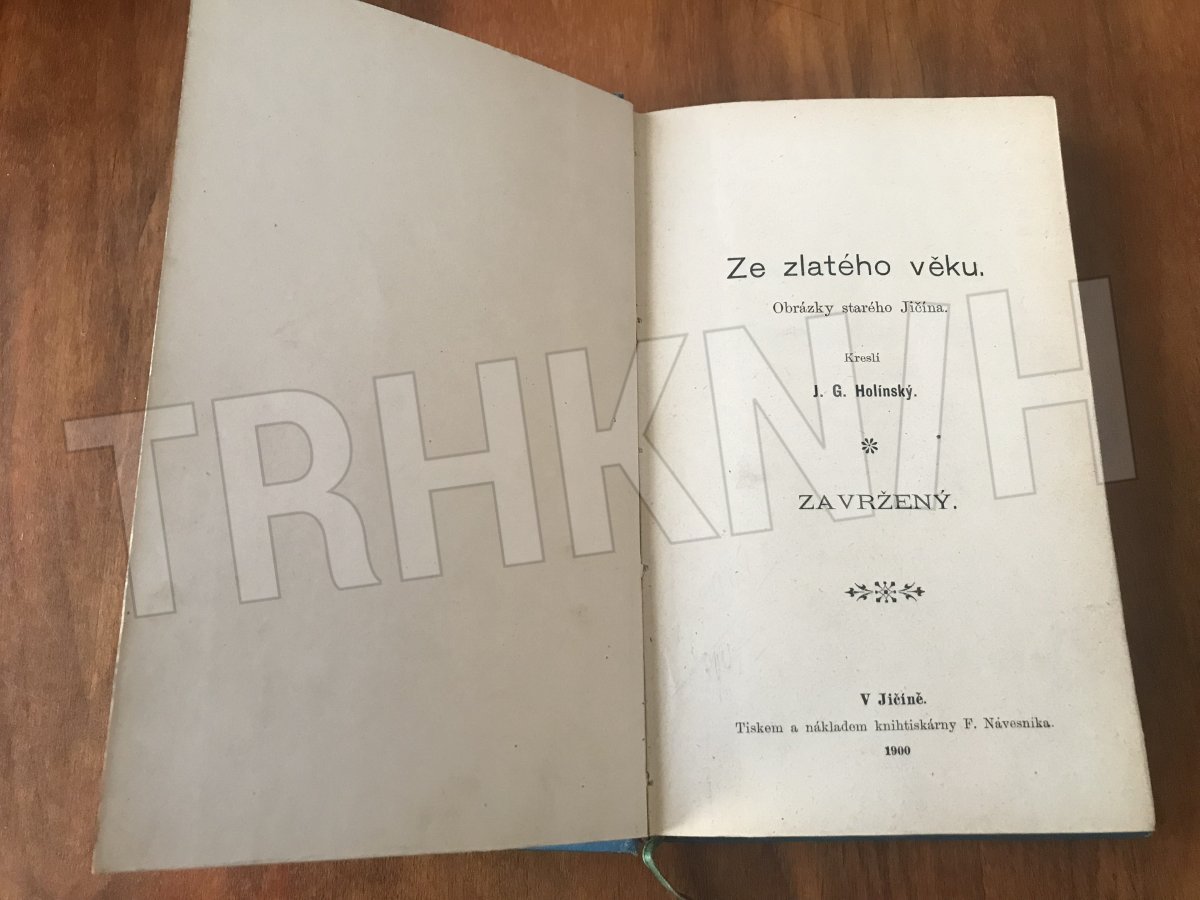 Ze zlatého věku.
Obrázky starého Jičína.
Kreslí
J. G. Holínský.
ZAVRŽENÝ.
V Jičíně.
Tiskem a nákladem knihtiskárny F. Návesníka.
1900
TRHKNIH